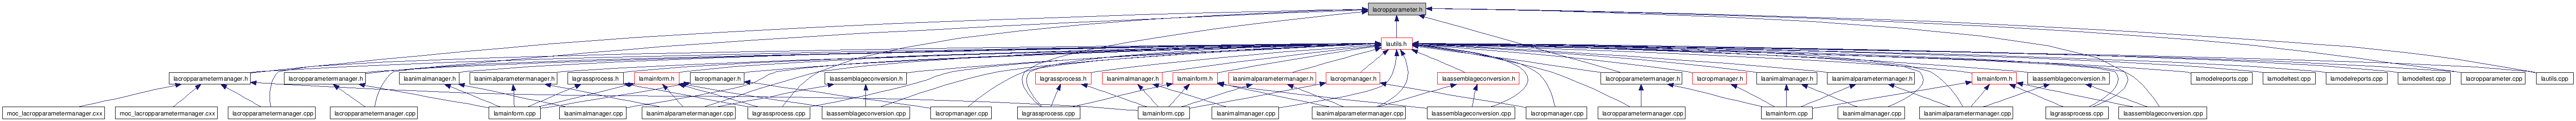 lacropparameter.h
lautils.h
lacropparametermanager.h
lacropparametermanager.h
laanimalmanager.h
laanimalparametermanager.h
lagrassprocess.h
lamainform.h
lacropmanager.h
laassemblageconversion.h
lagrassprocess.h
laanimalmanager.h
lamainform.h
laanimalparametermanager.h
lacropmanager.h
laassemblageconversion.h
lacropparametermanager.h
lacropmanager.h
laanimalmanager.h
laanimalparametermanager.h
lamainform.h
laassemblageconversion.h
lamodelreports.cpp
lamodeltest.cpp
lamodelreports.cpp
lamodeltest.cpp
lacropparameter.cpp
lautils.cpp
moc_lacropparametermanager.cxx
moc_lacropparametermanager.cxx
lacropparametermanager.cpp
lacropparametermanager.cpp
lamainform.cpp
laanimalmanager.cpp
laanimalparametermanager.cpp
lagrassprocess.cpp
laassemblageconversion.cpp
lacropmanager.cpp
lagrassprocess.cpp
lamainform.cpp
laanimalmanager.cpp
laanimalparametermanager.cpp
laassemblageconversion.cpp
lacropmanager.cpp
lacropparametermanager.cpp
lamainform.cpp
laanimalmanager.cpp
laanimalparametermanager.cpp
lagrassprocess.cpp
laassemblageconversion.cpp